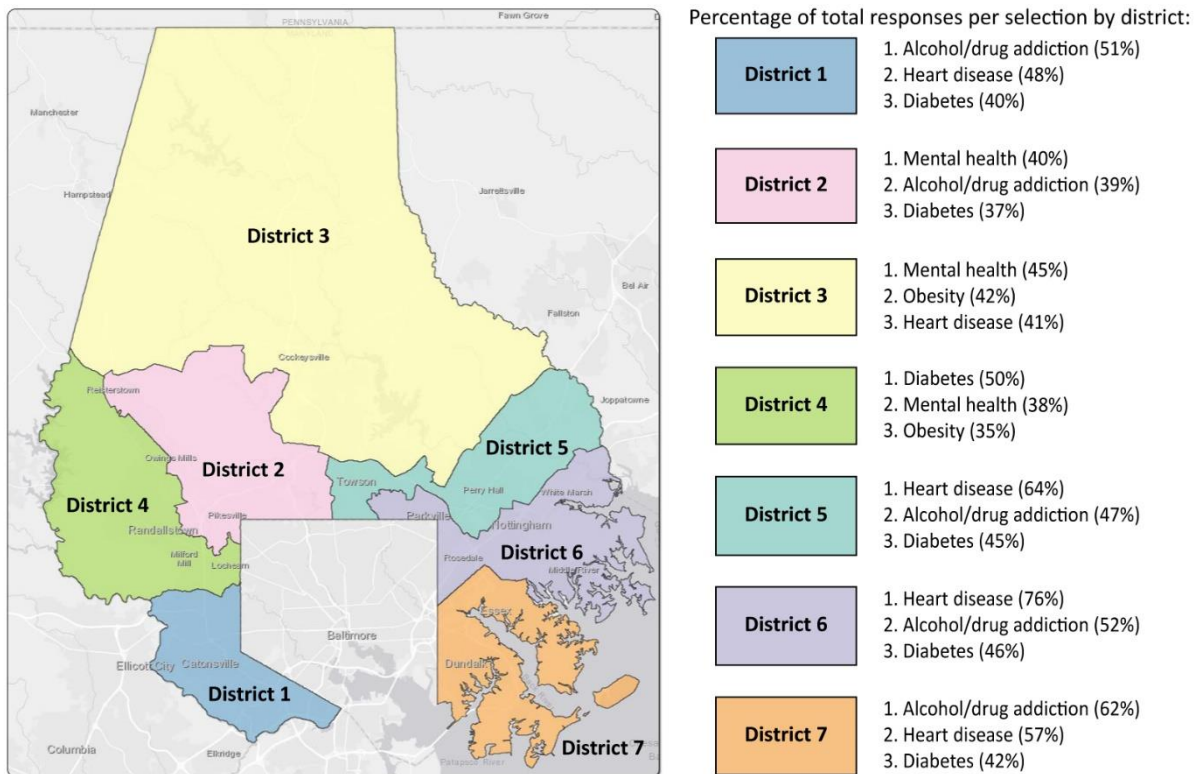 Percentage of total responses per selection by district:
District 1
1. Alcohol/drug addiction (51%)
2. Heart disease (48%)
3. Diabetes (40%)
District 2
1. Mental health (40%)
2. Alcohol/drug addiction (39%)
3. Diabetes (37%)
District 3
1. Mental health (45%)
2. Obesity (42%)
3. Heart disease (41%)
District 4
1. Diabetes (50%)
2. Mental health (38%)
3. Obesity (35%)
District 5
1. Heart disease (64%)
2. Alcohol/drug addiction (47%)
3. Diabetes (45%)
District 6
1. Heart disease (76%)
2. Alcohol/drug addiction (52%)
3. Diabetes (46%)
District 7
1. Alcohol/drug addiction (62%)
2. Heart disease (57%)
3. Diabetes (42%)
Fawn Grove
PENNSYLVANIA
MARYLAND
Manchester
Hampstead
Jarrettsville
District 3
Bel Air
Fallston
Cockeysville
Reisterstown
Joppatowne
District 5
Owings Mills
District 2
Towson
Perry Hall
White Marsh
District 4
Pikesville
Parkville
Nottingham
Randallstown
Milford
Mill
Lochearn
Rosedale
District 6
Middle River
Essex
Baltimore
Ellicott City
Catonsville
Dundalk
District 1
Columbia
Elkridge
District 7
Patapsco River